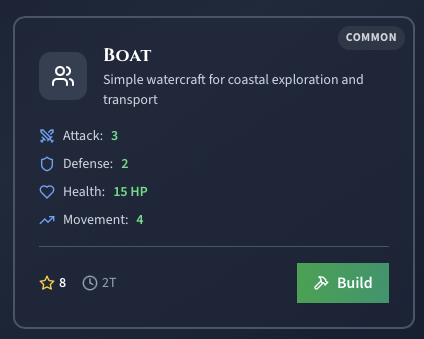 COMMON
Boat
Simple watercraft for coastal exploration and
transport
Attack: 3
Defense: 2
Health: 15 HP
Movement: 4
8 2T Build